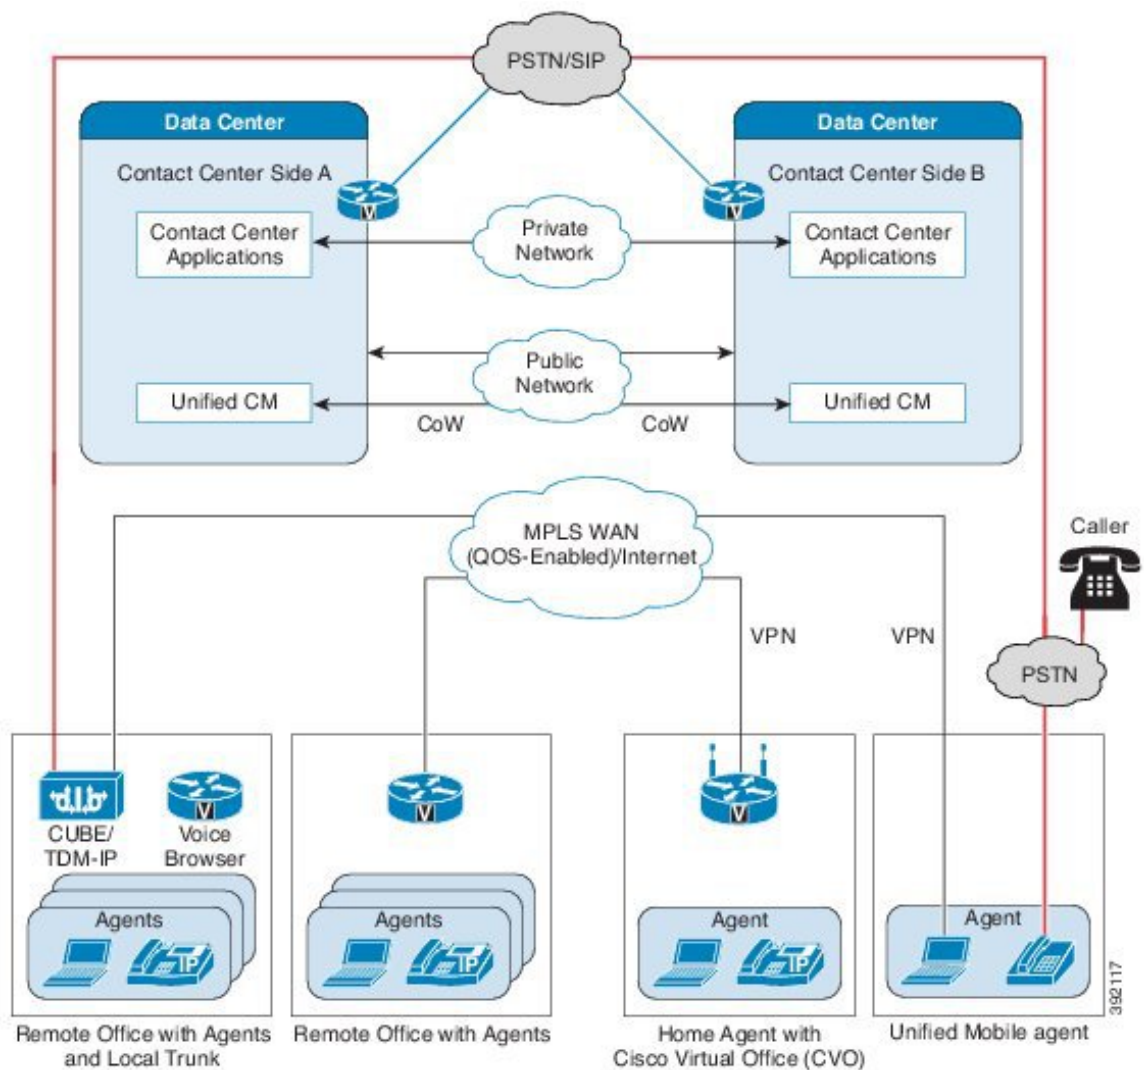 PSTN/SIP
Data Center
Data Center
Contact Center Side A
Contact Center Side B
V
V
Contact Center
Applications
Private
Network
Contact Center
Applications
Public
Network
Unified CM
Unified CM
CoW
CoW
MPLS WAN
(QOS-Enabled)/Internet
Caller
VPN
VPN
PSTN
CUBE/
TDM-IP
V
Voice
Browser
V
V
Agents
IP
Agents
IP
Agent
IP
Agent
392117
Remote Office with Agents
and Local Trunk
Remote Office with Agents
Home Agent with
Cisco Virtual Office (CVO)
Unified Mobile agent